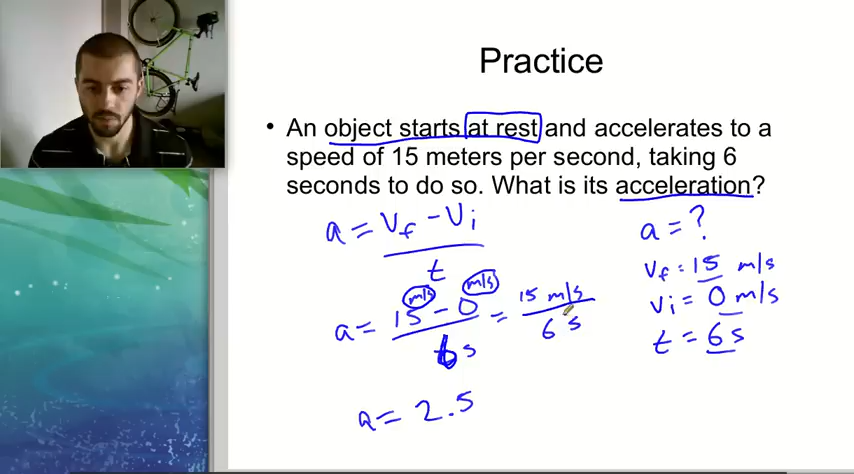 Practice
• An object starts at rest and accelerates to a
speed of 15 meters per second, taking 6
seconds to do so. What is its acceleration?
a = Vf - Vi
t
a = ?
Vf = 15 m/s
Vi = 0 m/s
t = 6s
a = 15 m/s - 0 m/s = 15 m/s
6 s 6 s
a = 2.5